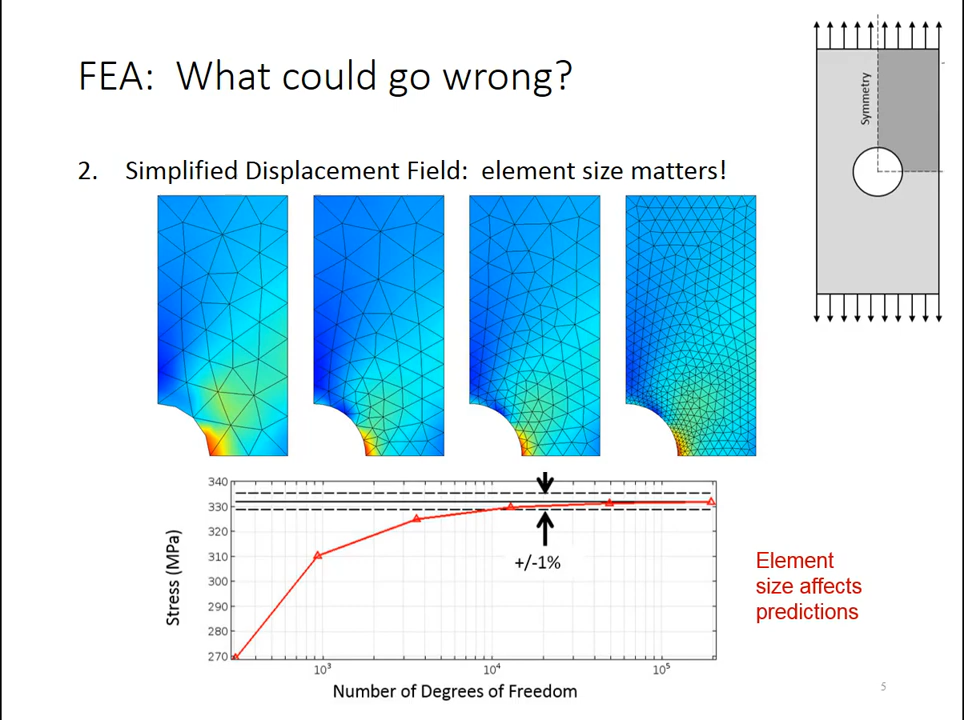 FEA: What could go wrong?
Symmetry
2. Simplified Displacement Field: element size matters!
340
330
320
310
300
290
280
270
Stress (MPa)
+/-1%
10³
10⁴
10⁵
Number of Degrees of Freedom
Element
size affects
predictions
5